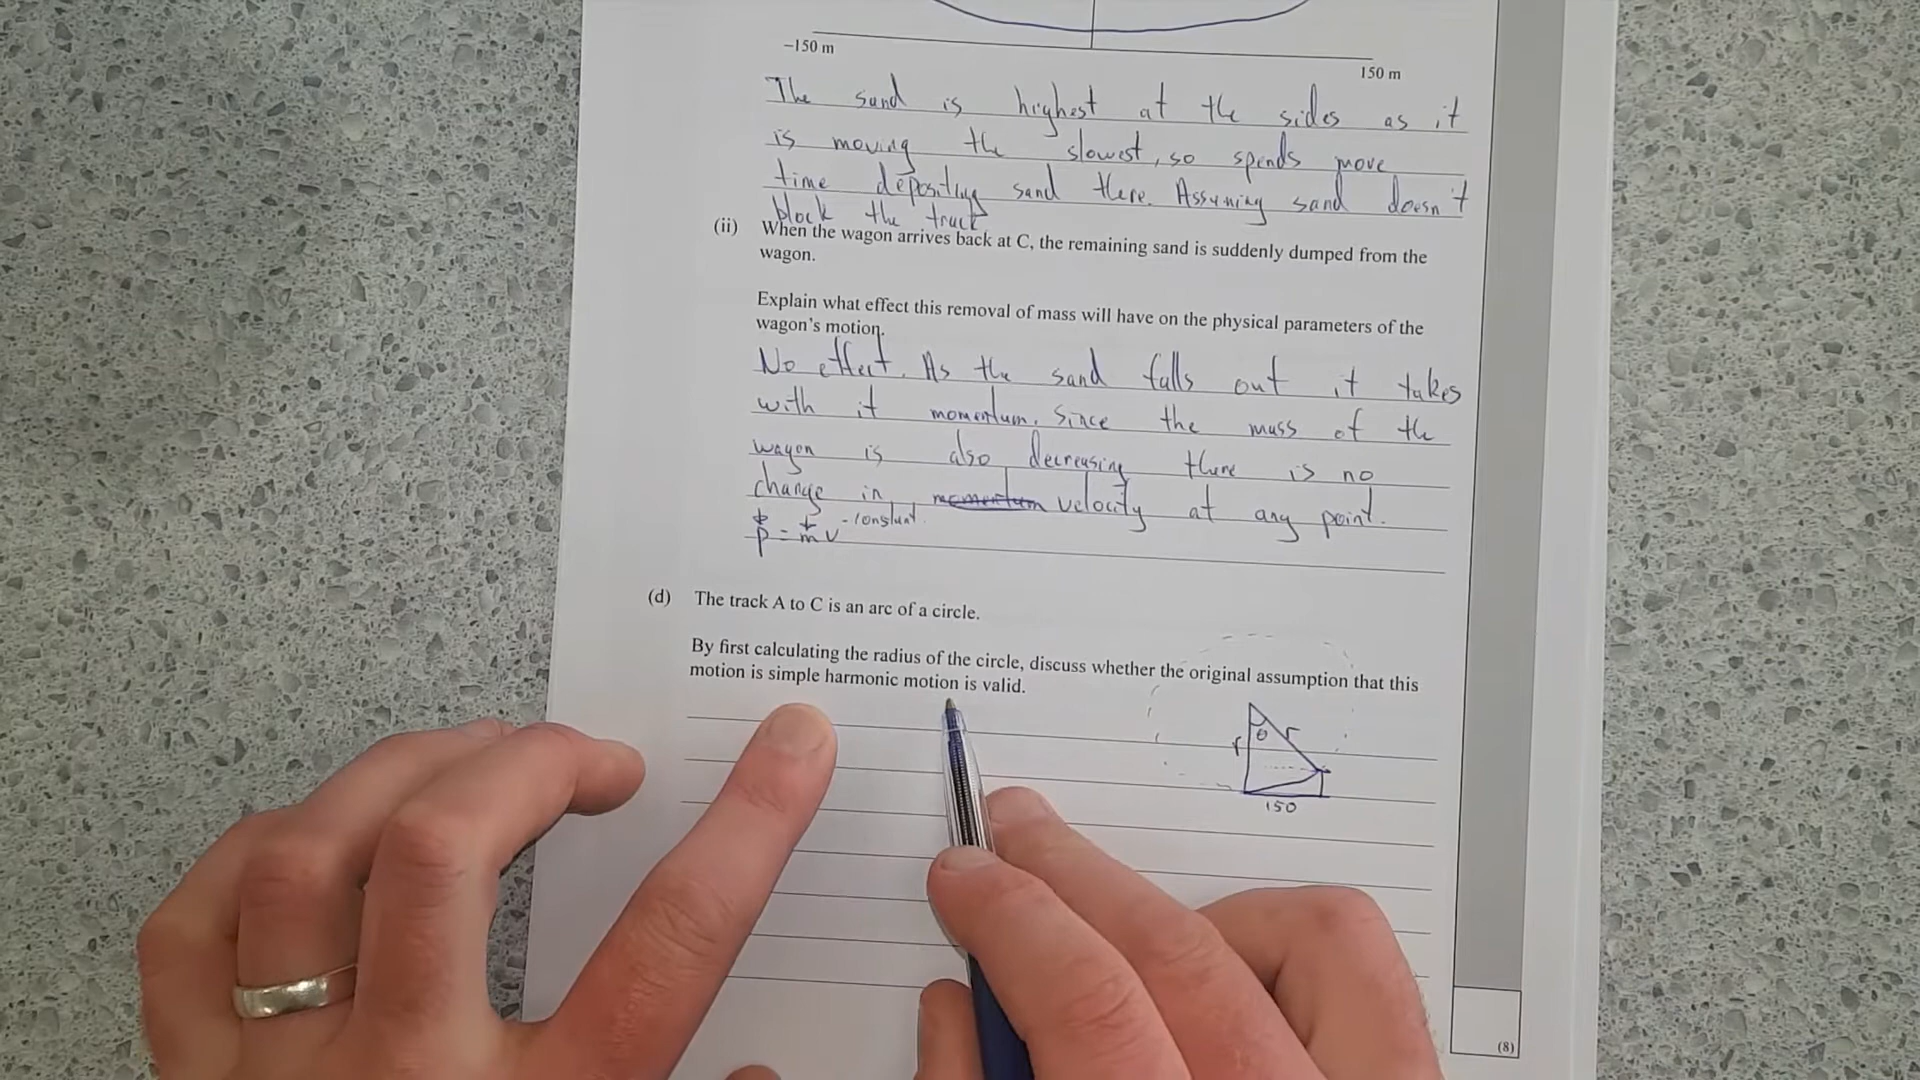 -150 m
150 m
The sand is highest at the sides as it
is moving the slowest, so spends more
time depositing sand there. Assuming sand doesn't
block the track
(ii) When the wagon arrives back at C, the remaining sand is suddenly dumped from the
wagon.
Explain what effect this removal of mass will have on the physical parameters of the
wagon's motion.
No effect. As the sand falls out it takes
with it momentum. Since the mass of the
wagon is also decreasing there is no
change in momentum velocity at any point.
p = m v - constant.
(d) The track A to C is an arc of a circle.
By first calculating the radius of the circle, discuss whether the original assumption that this
motion is simple harmonic motion is valid.
θ
r
r
150
(8)